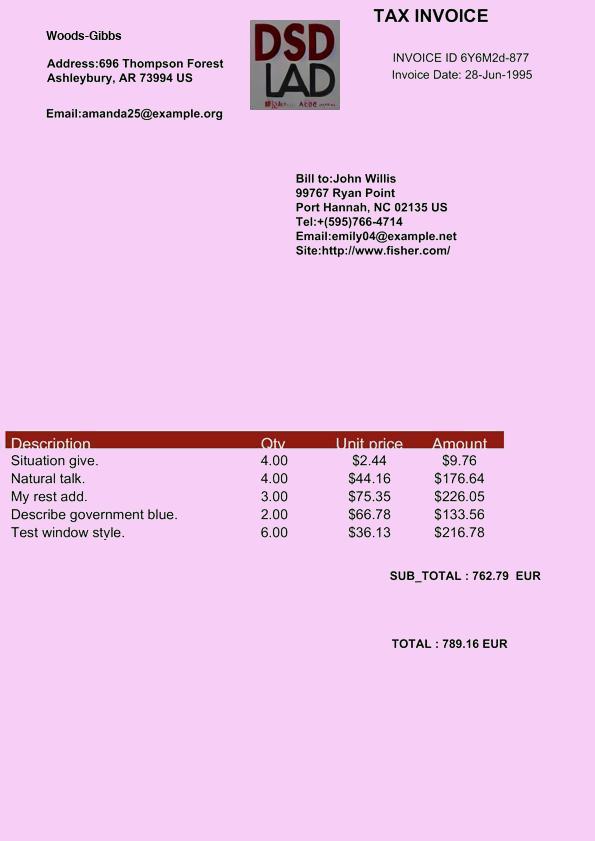 TAX INVOICE
Woods-Gibbs
Address:696 Thompson Forest
Ashleybury, AR 73994 US
Email:amanda25@example.org
DSD
LAD
INVOICE ID 6Y6M2d-877
Invoice Date: 28-Jun-1995
Bill to:John Willis
99767 Ryan Point
Port Hannah, NC 02135 US
Tel:+(595)766-4714
Email:emily04@example.net
Site:http://www.fisher.com/
Description Qty Unit price Amount
Situation give. 4.00 $2.44 $9.76
Natural talk. 4.00 $44.16 $176.64
My rest add. 3.00 $75.35 $226.05
Describe government blue. 2.00 $66.78 $133.56
Test window style. 6.00 $36.13 $216.78
SUB_TOTAL : 762.79 EUR
TOTAL : 789.16 EUR